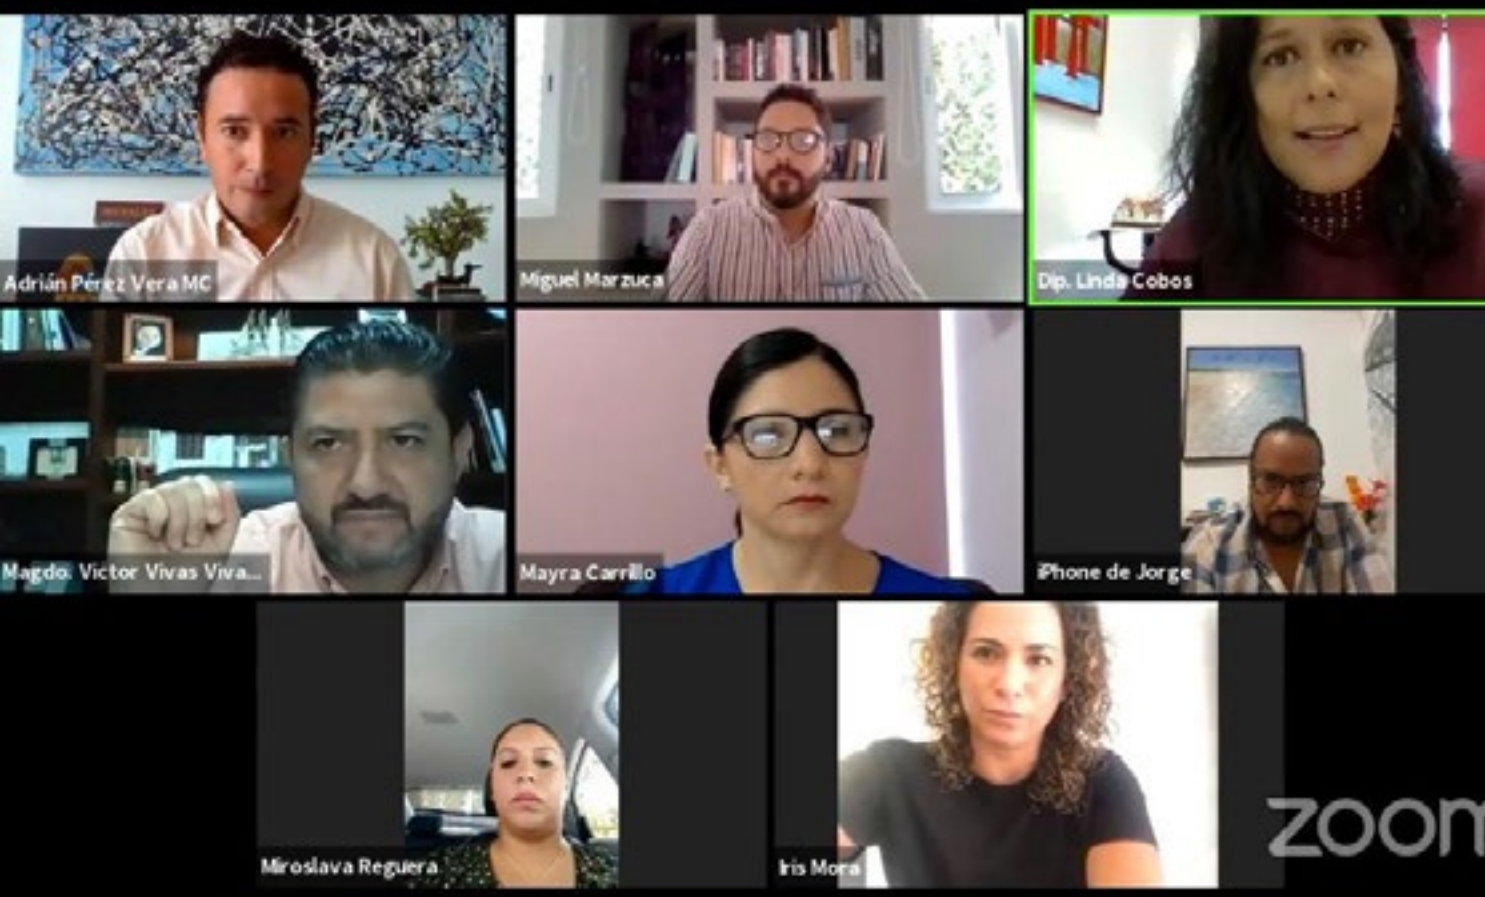 Adrián Pérez Vera MC
Miguel Marzuca
Dip. Linda Cobos
Magdo. Victor Vivas Viva...
Mayra Carrillo
iPhone de Jorge
Miroslava Reguera
Iris Mora
zoom